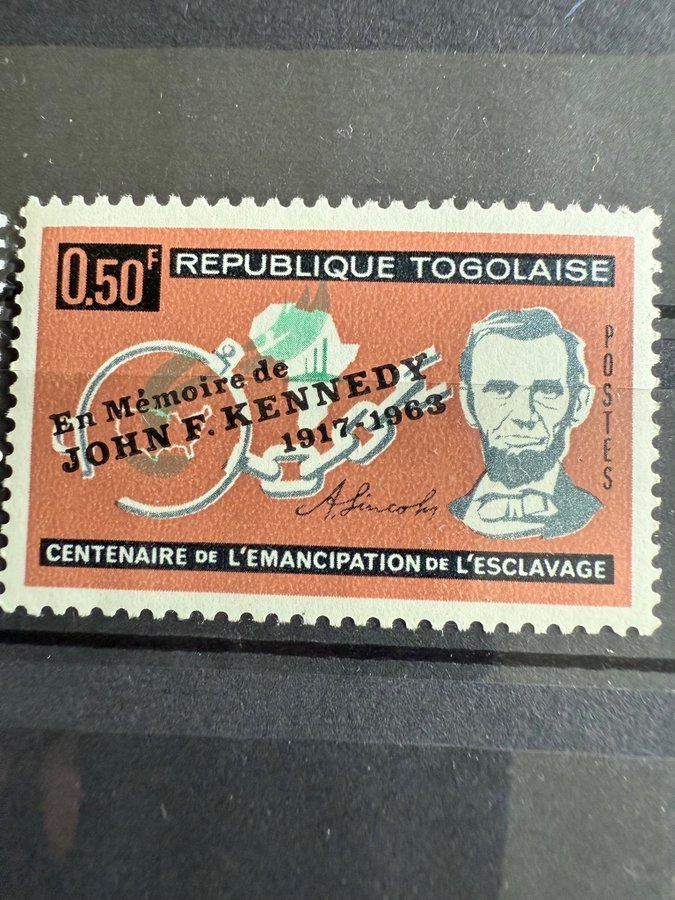 0.50F REPUBLIQUE TOGOLAISE
POSTES
En Mémoire de
JOHN F. KENNEDY
1917-1963
A. Lincoln
CENTENAIRE DE L'EMANCIPATION DE L'ESCLAVAGE